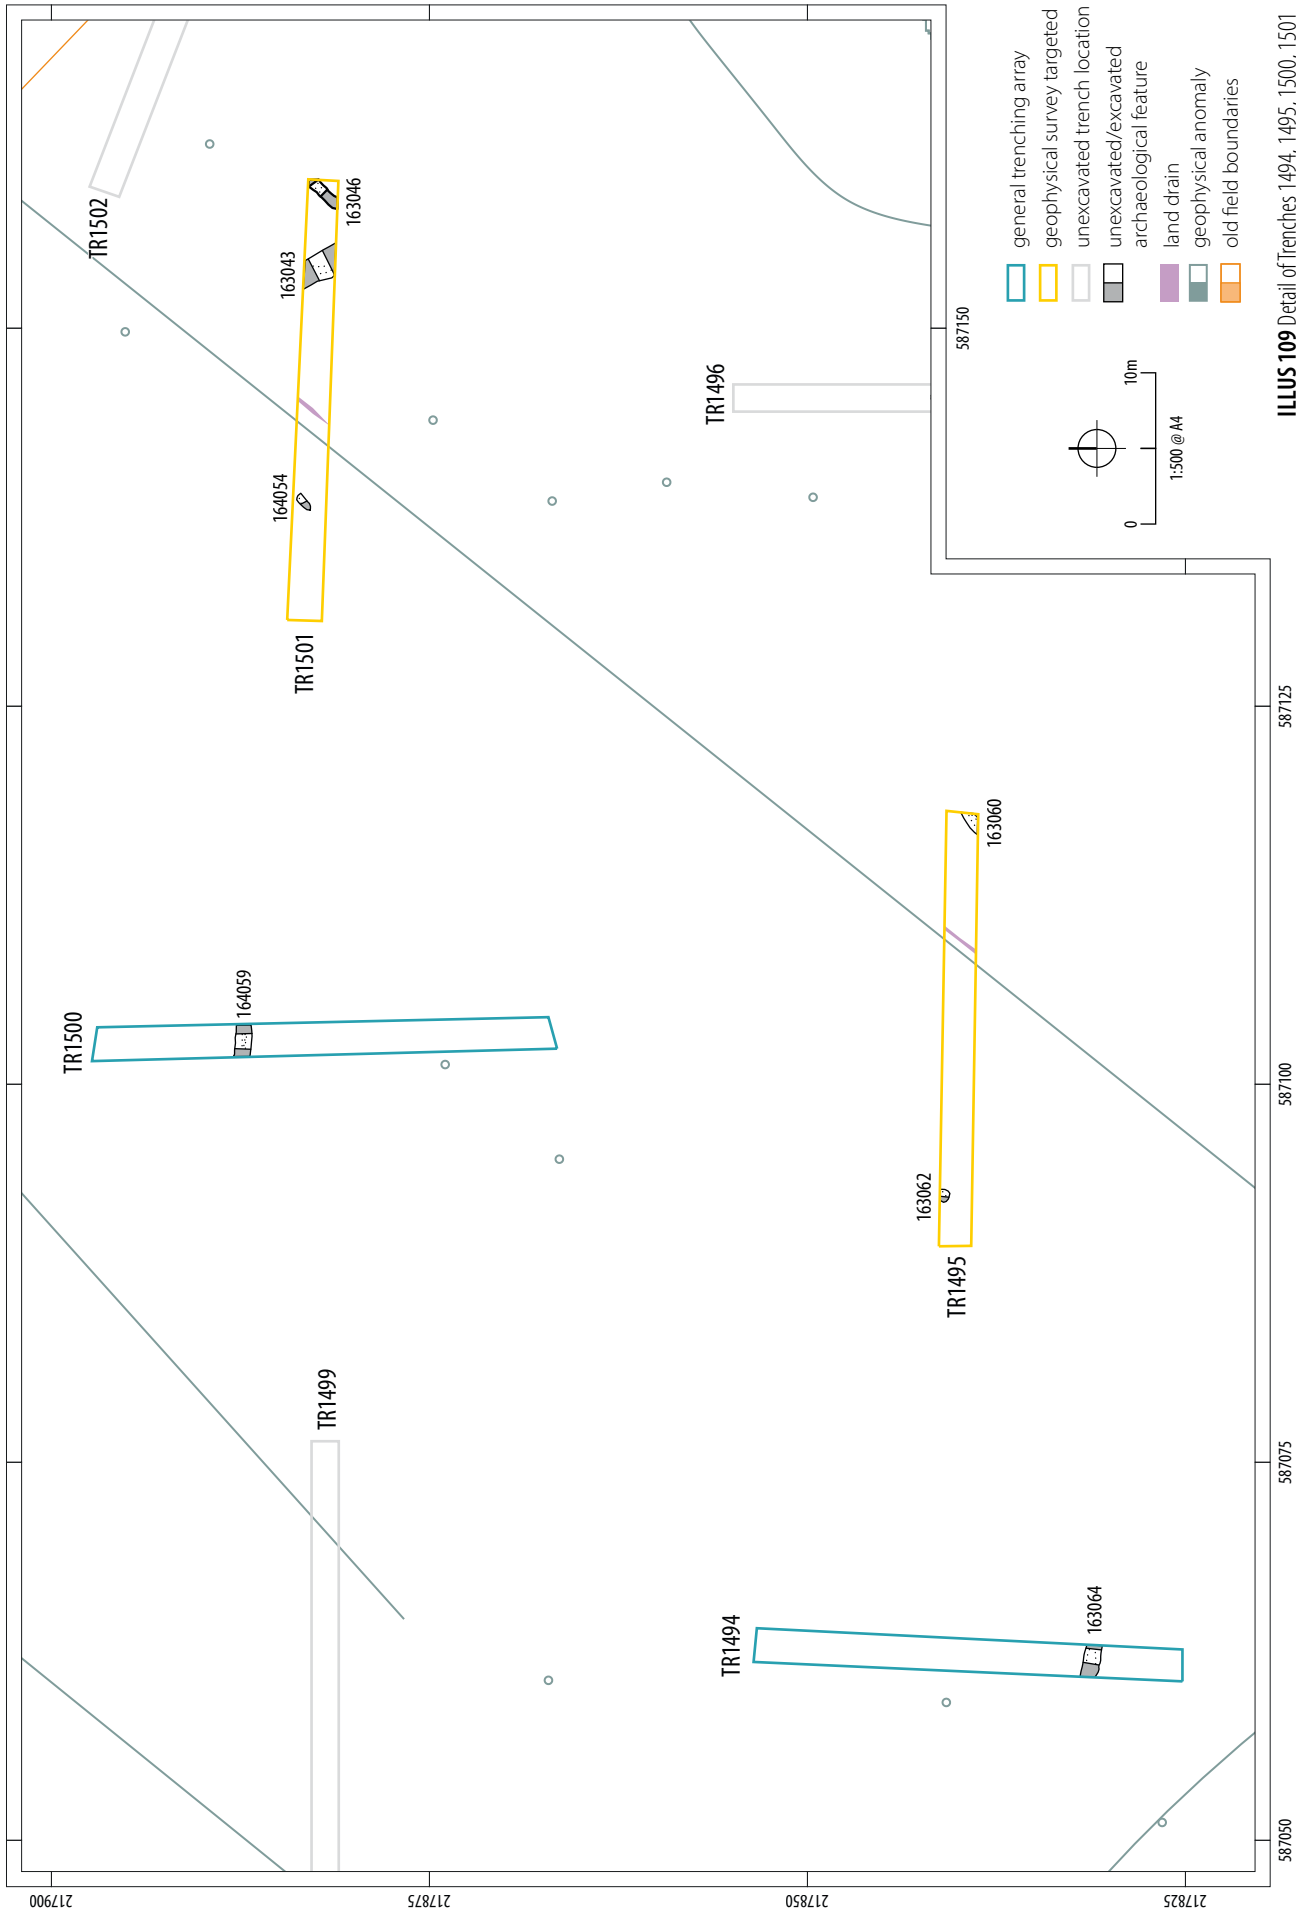 TR1502
163043
163046
164054
TR1501
TR1496
TR1500
164059
TR1499
163060
163062
TR1495
TR1494
163064
217900
217875
217850
217825
587050
587075
587100
587125
587150
general trenching array
geophysical survey targeted
unexcavated trench location
unexcavated/excavated
archaeological feature
land drain
geophysical anomaly
old field boundaries
0
10m
1:500 @ A4
ILLUS 109 Detail of Trenches 1494, 1495, 1500, 1501